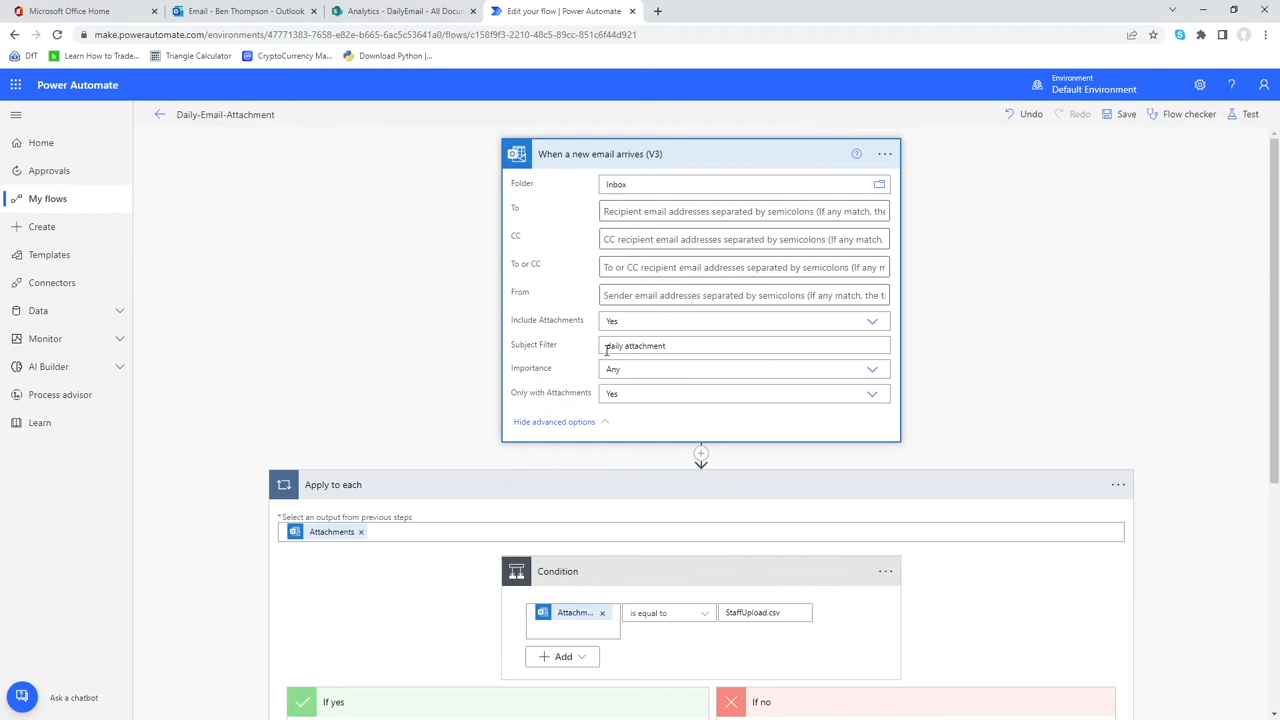 Microsoft Office Home
Email - Ben Thompson - Outlook
Analytics - DailyEmail - All Docum
Edit your flow | Power Automate
make.powerautomate.com/environments/47771383-7658-e82e-b665-6ac5c53641a0/flows/c158f9f3-2210-48c5-89cc-851c6f44d921
DfT
Learn How to Trade...
Triangle Calculator
CryptoCurrency Ma...
Download Python |...
Power Automate
Environment
Default Environment
Daily-Email-Attachment
Undo
Redo
Save
Flow checker
Test
Home
Approvals
My flows
Create
Templates
Connectors
Data
Monitor
AI Builder
Process advisor
Learn
Ask a chatbot
When a new email arrives (V3)
Folder
Inbox
To
Recipient email addresses separated by semicolons (If any match, the
CC
CC recipient email addresses separated by semicolons (If any match,
To or CC
To or CC recipient email addresses separated by semicolons (If any m
From
Sender email addresses separated by semicolons (If any match, the t
Include Attachments
Yes
Subject Filter
daily attachment
Importance
Any
Only with Attachments
Yes
Hide advanced options
Apply to each
*Select an output from previous steps
Attachments
Condition
Attachm...
is equal to
StaffUpload.csv
Add
If yes
If no